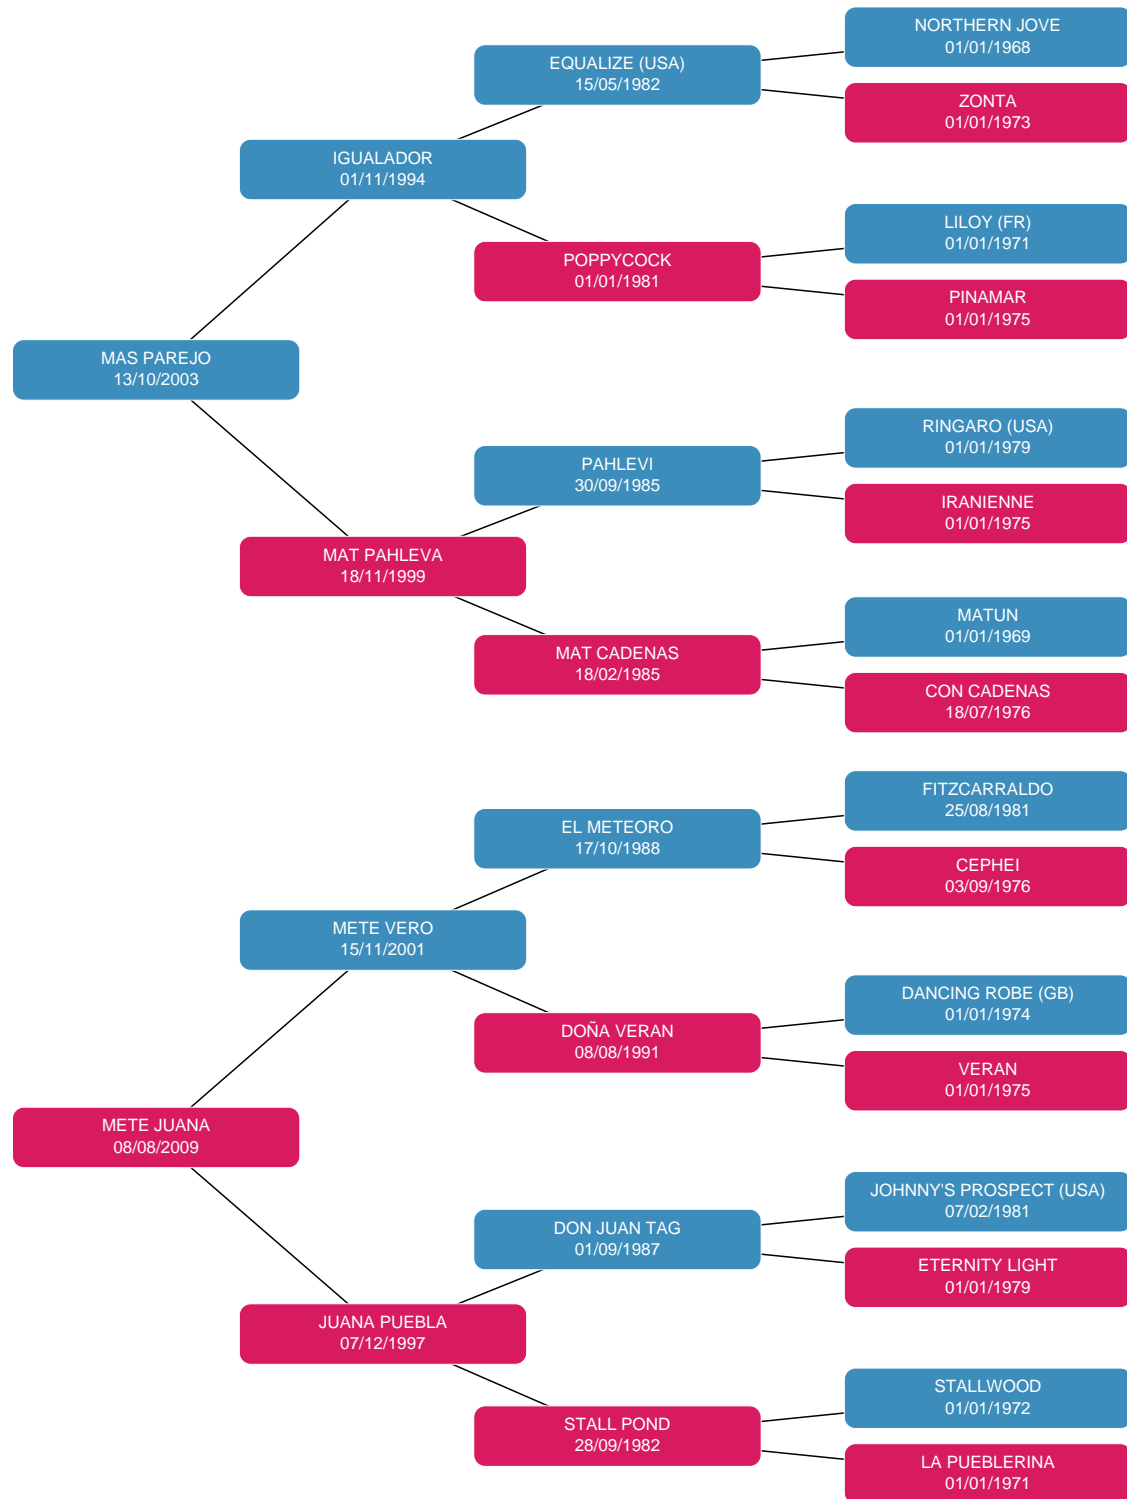 NORTHERN JOVE
01/01/1968
EQUALIZE (USA)
15/05/1982
ZONTA
01/01/1973
IGUALADOR
01/11/1994
LILOY (FR)
01/01/1971
POPPYCOCK
01/01/1981
PINAMAR
01/01/1975
MAS PAREJO
13/10/2003
RINGARO (USA)
01/01/1979
PAHLEVI
30/09/1985
IRANIENNE
01/01/1975
MAT PAHLEVA
18/11/1999
MATUN
01/01/1969
MAT CADENAS
18/02/1985
CON CADENAS
18/07/1976
FITZCARRALDO
25/08/1981
EL METEORO
17/10/1988
CEPHEI
03/09/1976
METE VERO
15/11/2001
DANCING ROBE (GB)
01/01/1974
DOÑA VERAN
08/08/1991
VERAN
01/01/1975
METE JUANA
08/08/2009
JOHNNY'S PROSPECT (USA)
07/02/1981
DON JUAN TAG
01/09/1987
ETERNITY LIGHT
01/01/1979
JUANA PUEBLA
07/12/1997
STALLWOOD
01/01/1972
STALL POND
28/09/1982
LA PUEBLERINA
01/01/1971